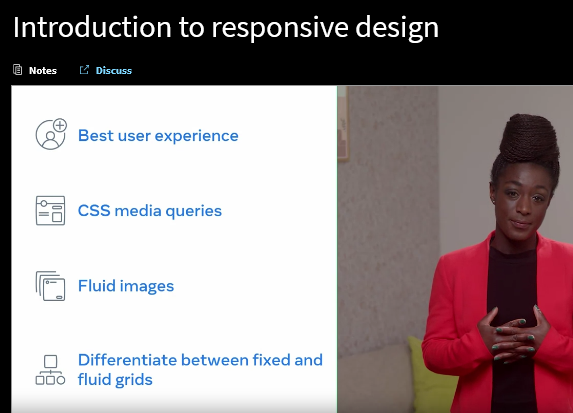 Introduction to responsive design
Notes
Discuss
Best user experience
CSS media queries
Fluid images
Differentiate between fixed and
fluid grids